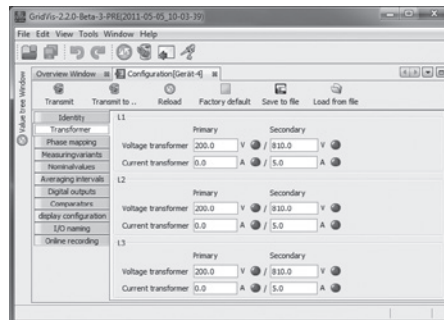 GridVis-2.2.0-Beta-3-PRE(2011-05-05_10-03-39)
File Edit View Tools Window Help
Value tree Window
Overview Window Configuration[Gerät-4]
Transmit Transmit to .. Reload Factory default Save to file Load from file
Identity
Transformer
Phase mapping
Measuringvariants
Nominalvalues
Averaging intervals
Digital outputs
Comparators
display configuration
I/O naming
Online recording
L1
Primary Secondary
Voltage transformer 200.0 V / 810.0 V
Current transformer 0.0 A / 5.0 A
L2
Primary Secondary
Voltage transformer 200.0 V / 810.0 V
Current transformer 0.0 A / 5.0 A
L3
Primary Secondary
Voltage transformer 200.0 V / 810.0 V
Current transformer 0.0 A / 5.0 A